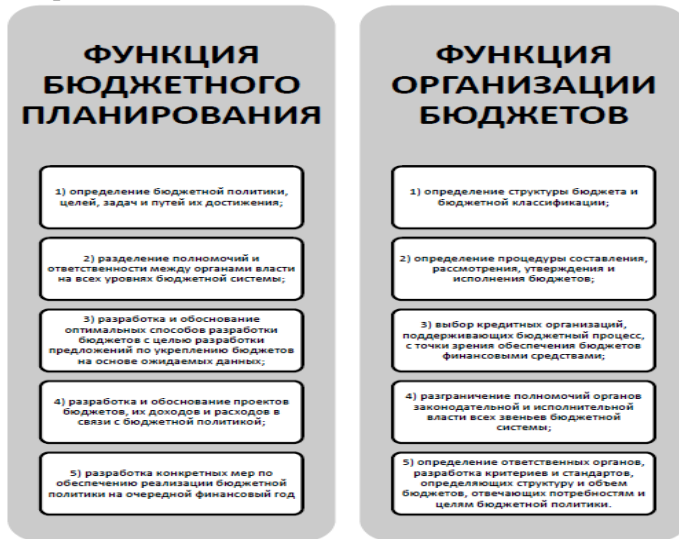 ФУНКЦИЯ
БЮДЖЕТНОГО
ПЛАНИРОВАНИЯ
1) определение бюджетной политики,
целей, задач и путей их достижения;
2) разделение полномочий и
ответственности между органами власти
на всех уровнях бюджетной системы;
3) разработка и обоснование
оптимальных способов разработки
бюджетов с целью разработки
предложений по укреплению бюджетов
на основе ожидаемых данных;
4) разработка и обоснование проектов
бюджетов, их доходов и расходов в
связи с бюджетной политикой;
5) разработка конкретных мер по
обеспечению реализации бюджетной
политики на очередной финансовый год
ФУНКЦИЯ
ОРГАНИЗАЦИИ
БЮДЖЕТОВ
1) определение структуры бюджета и
бюджетной классификации;
2) определение процедуры составления,
рассмотрения, утверждения и
исполнения бюджетов;
3) выбор кредитных организаций,
поддерживающих бюджетный процесс,
с точки зрения обеспечения бюджетов
финансовыми средствами;
4) разграничение полномочий органов
законодательной и исполнительной
власти всех звеньев бюджетной
системы;
5) определение ответственных органов,
разработка критериев и стандартов,
определяющих структуру и объем
бюджетов, отвечающих потребностям и
целям бюджетной политики.